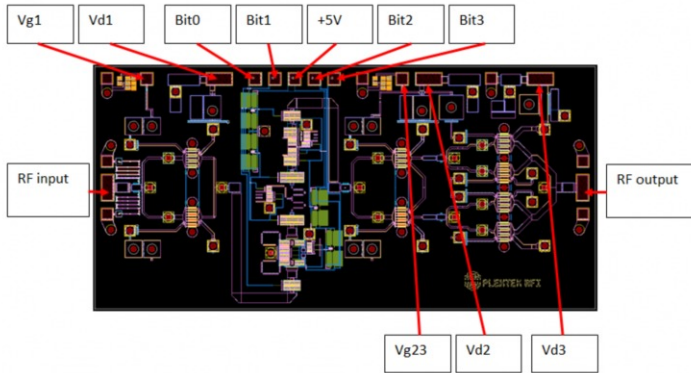 Vg1
Vd1
Bit0
Bit1
+5V
Bit2
Bit3
RF input
RF output
PLEXTEK RFI
Vg23
Vd2
Vd3